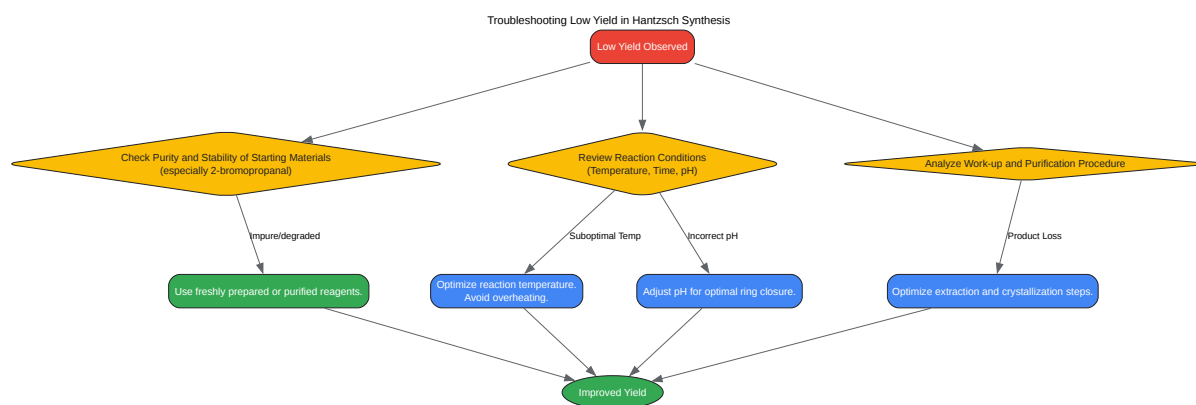 Troubleshooting Low Yield in Hantzsch Synthesis
Low Yield Observed
Check Purity and Stability of Starting Materials
(especially 2-bromopropanal)
Review Reaction Conditions
(Temperature, Time, pH)
Analyze Work-up and Purification Procedure
Impure/degraded
Suboptimal Temp
Incorrect pH
Product Loss
Use freshly prepared or purified reagents.
Optimize reaction temperature.
Avoid overheating.
Adjust pH for optimal ring closure.
Optimize extraction and crystallization steps.
Improved Yield